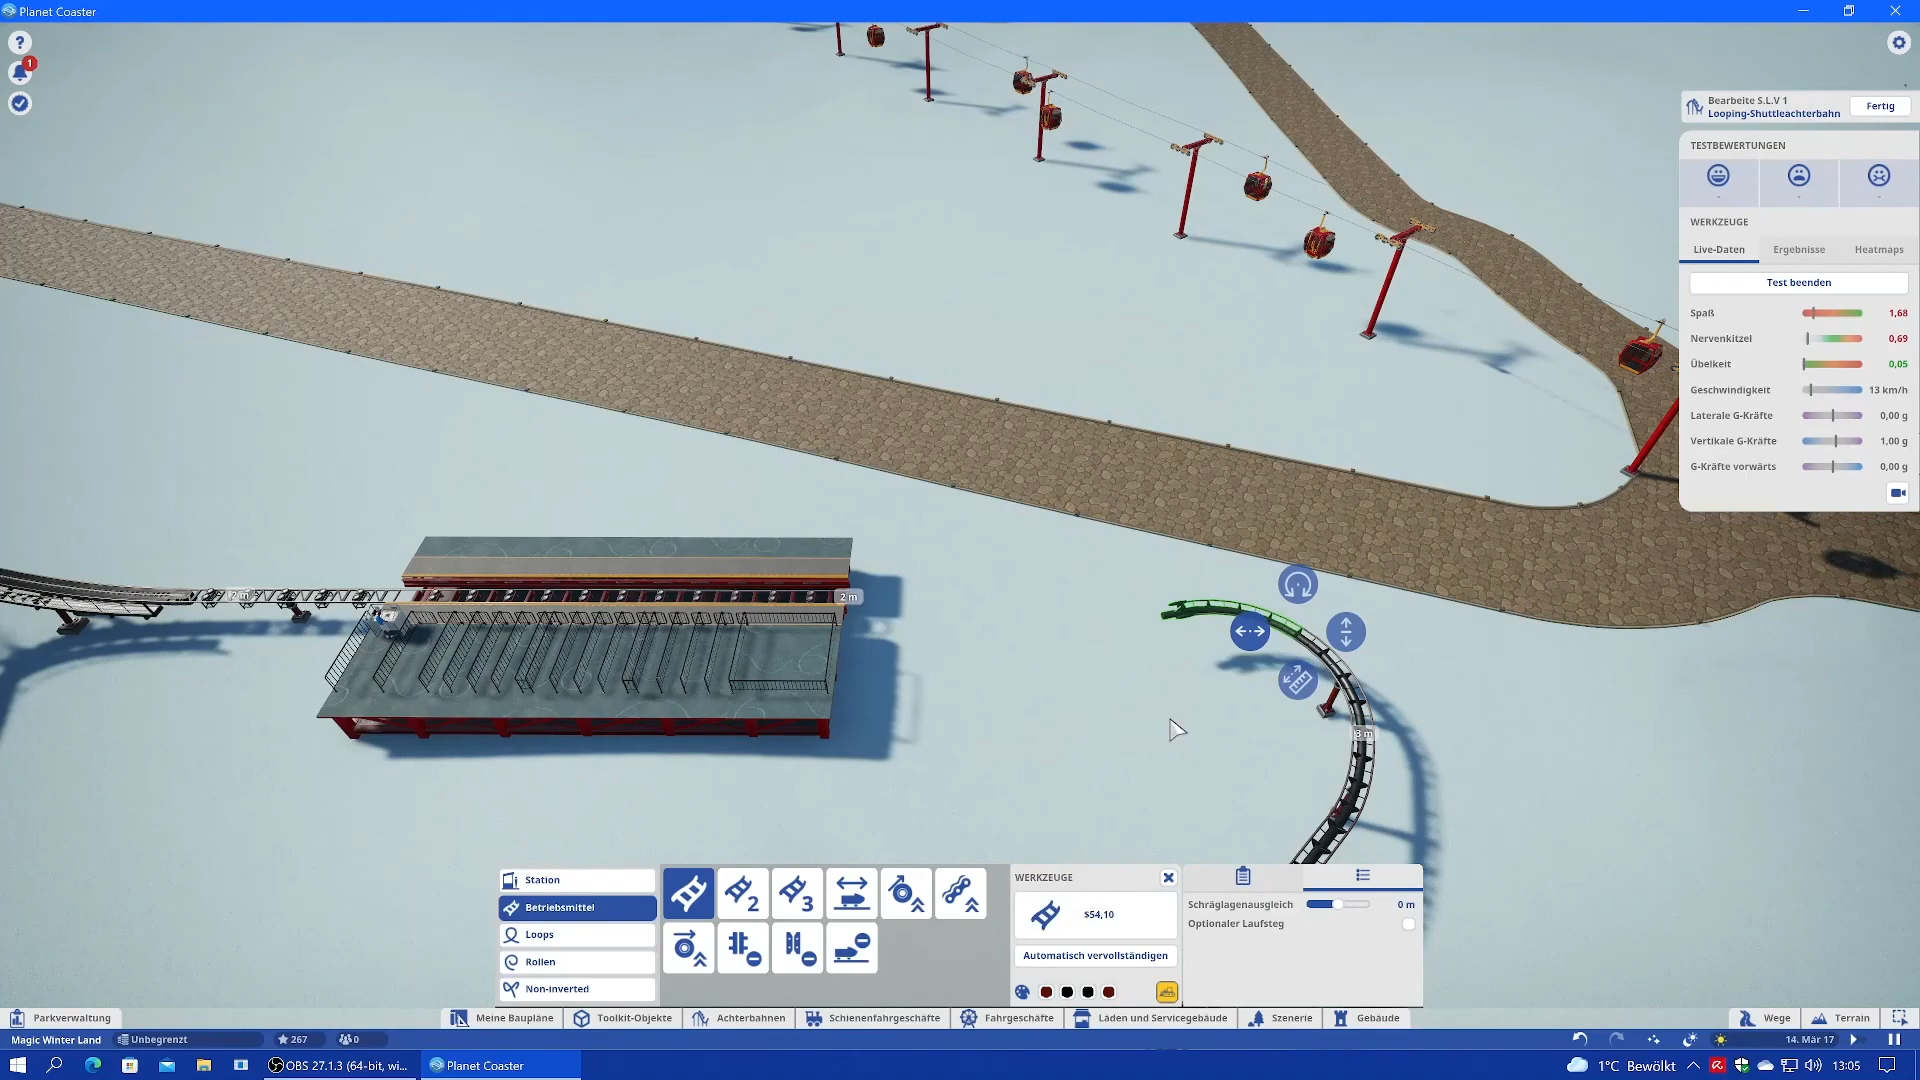 Planet Coaster
?
1
Bearbeite S.L.V 1
Looping-Shuttleachterbahn
Fertig
TESTBEWERTUNGEN
-
-
-
WERKZEUGE
Live-Daten
Ergebnisse
Heatmaps
Test beenden
Spaß
1,68
Nervenkitzel
0,69
Übelkeit
0,05
Geschwindigkeit
13 km/h
Laterale G-Kräfte
0,00 g
Vertikale G-Kräfte
1,00 g
G-Kräfte vorwärts
0,00 g
2 m
2 m
3 m
Station
Betriebsmittel
Loops
Rollen
Non-inverted
2
3
WERKZEUGE
$54,10
Automatisch vervollständigen
Schräglagenausgleich
0 m
Optionaler Laufsteg
Parkverwaltung
Meine Baupläne
Toolkit-Objekte
Achterbahnen
Schienenfahrgeschäfte
Fahrgeschäfte
Läden und Servicegebäude
Szenerie
Gebäude
Wege
Terrain
Magic Winter Land
Unbegrenzt
267
0
14. Mär 17
OBS 27.1.3 (64-bit, wi...
Planet Coaster
1°C Bewölkt
13:05